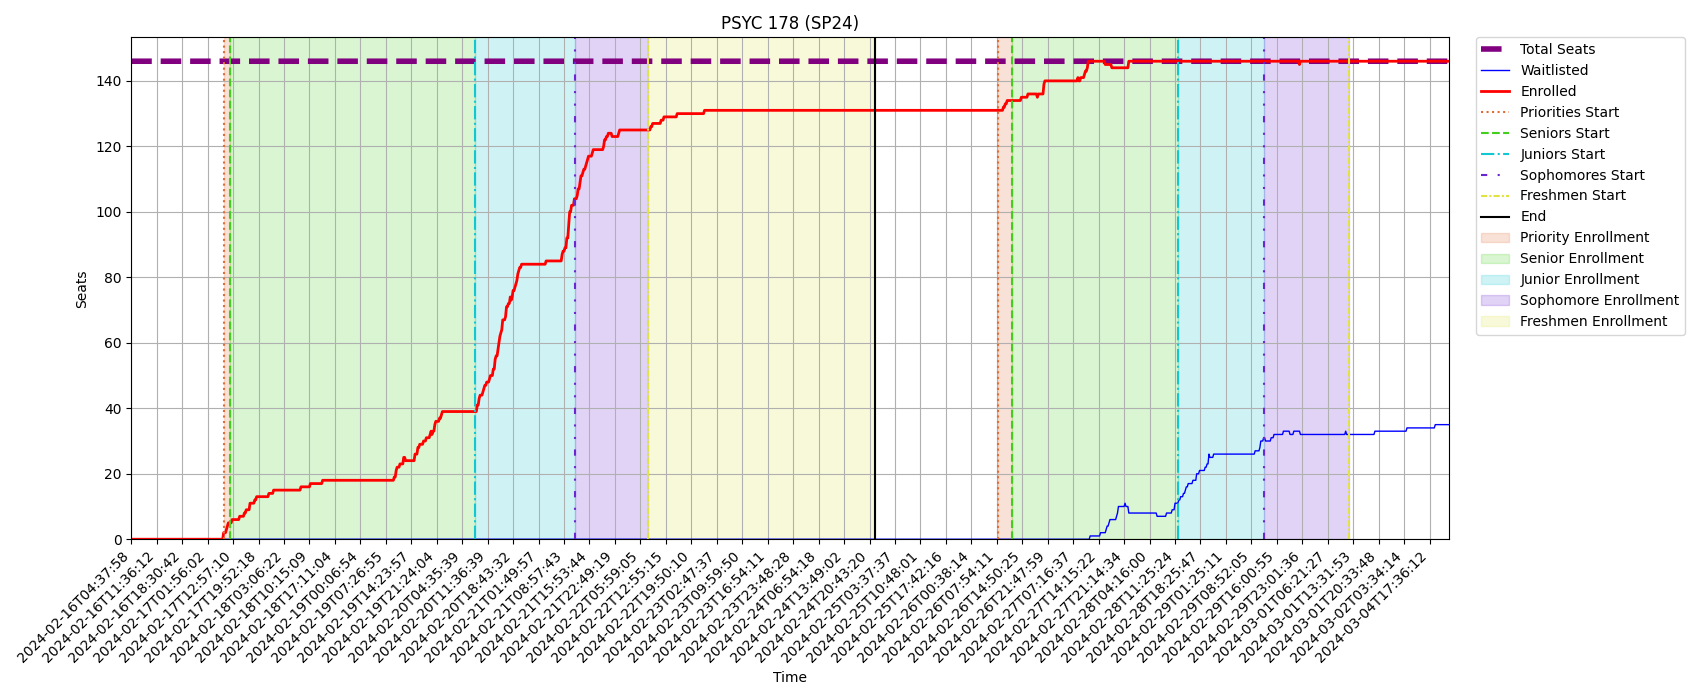 PSYC 178 (SP24)
Seats
140
120
100
80
60
40
20
0
2024-02-16T04:37:58
2024-02-16T11:36:12
2024-02-16T18:30:42
2024-02-17T01:56:02
2024-02-17T12:57:10
2024-02-17T19:52:18
2024-02-18T03:06:22
2024-02-18T10:15:09
2024-02-18T17:11:04
2024-02-19T00:06:54
2024-02-19T07:26:55
2024-02-19T14:23:57
2024-02-19T21:24:04
2024-02-20T04:35:39
2024-02-20T11:36:39
2024-02-20T18:43:32
2024-02-21T01:49:57
2024-02-21T08:57:43
2024-02-21T15:53:44
2024-02-21T22:49:19
2024-02-22T05:59:05
2024-02-22T12:55:15
2024-02-22T19:50:10
2024-02-23T02:47:37
2024-02-23T09:59:50
2024-02-23T16:54:11
2024-02-23T23:48:28
2024-02-24T06:54:18
2024-02-24T13:49:02
2024-02-24T20:43:20
2024-02-25T03:37:37
2024-02-25T10:48:01
2024-02-25T17:42:16
2024-02-26T00:38:14
2024-02-26T07:54:11
2024-02-26T14:50:25
2024-02-26T21:47:59
2024-02-27T07:16:37
2024-02-27T14:15:22
2024-02-27T21:14:34
2024-02-28T04:16:00
2024-02-28T11:25:24
2024-02-28T18:25:47
2024-02-29T01:25:11
2024-02-29T08:52:05
2024-02-29T16:00:55
2024-02-29T23:01:36
2024-03-01T06:21:27
2024-03-01T13:31:53
2024-03-01T20:33:48
2024-03-02T03:34:14
2024-03-04T17:36:12
Time
Total Seats
Waitlisted
Enrolled
Priorities Start
Seniors Start
Juniors Start
Sophomores Start
Freshmen Start
End
Priority Enrollment
Senior Enrollment
Junior Enrollment
Sophomore Enrollment
Freshmen Enrollment